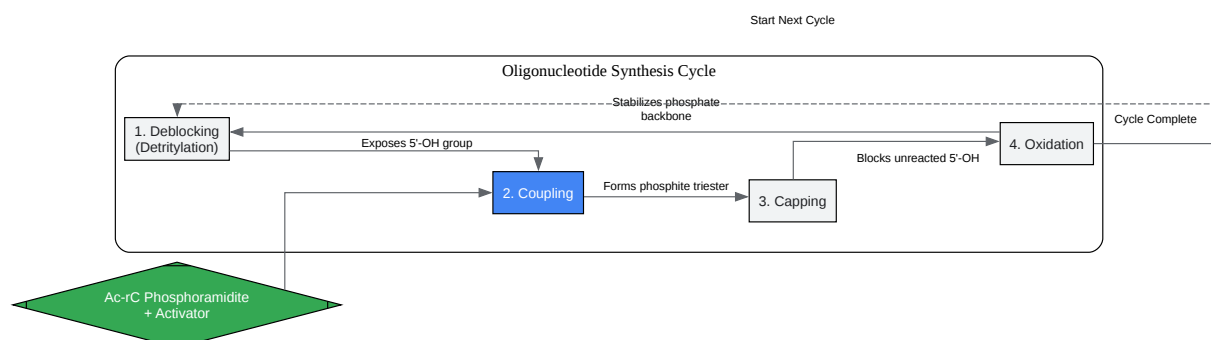 Start Next Cycle
Oligonucleotide Synthesis Cycle
Stabilizes phosphate
backbone
Cycle Complete
1. Deblocking
(Detritylation)
Exposes 5'-OH group
4. Oxidation
Blocks unreacted 5'-OH
2. Coupling
Forms phosphite triester
3. Capping
Ac-rC Phosphoramidite
+ Activator